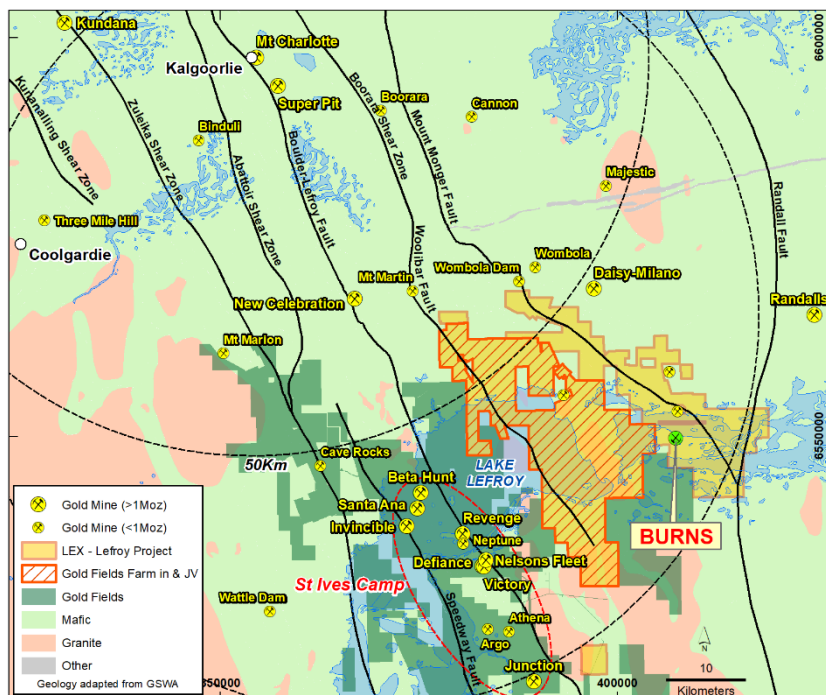 Kundana
Mt Charlotte
Kalgoorlie
Super Pit
Boorara
Cannon
Binduli
Kunanalling Shear Zone
Zuleika Shear Zone
Abattoir Shear Zone
Boulder-Lefroy Fault
Boorara Shear Zone
Mount Monger Fault
Majestic
Randall Fault
6600000
Three Mile Hill
Coolgardie
Woolibar Fault
Wombola
Mt Martin
Wombola Dam
Daisy-Milano
New Celebration
Randalls
Mt Marion
6550000
50Km
Cave Rocks
LAKE
LEFROY
Beta Hunt
Santa Ana
Invincible
Revenge
Neptune
BURNS
Defiance
Nelsons Fleet
Victory
St Ives Camp
Wattle Dam
Speedway Fault
Athena
Argo
Junction
Gold Mine (>1Moz)
Gold Mine (<1Moz)
LEX - Lefroy Project
Gold Fields Farm in & JV
Gold Fields
Mafic
Granite
Other
Geology adapted from GSWA
350000
400000
N
10
Kilometers